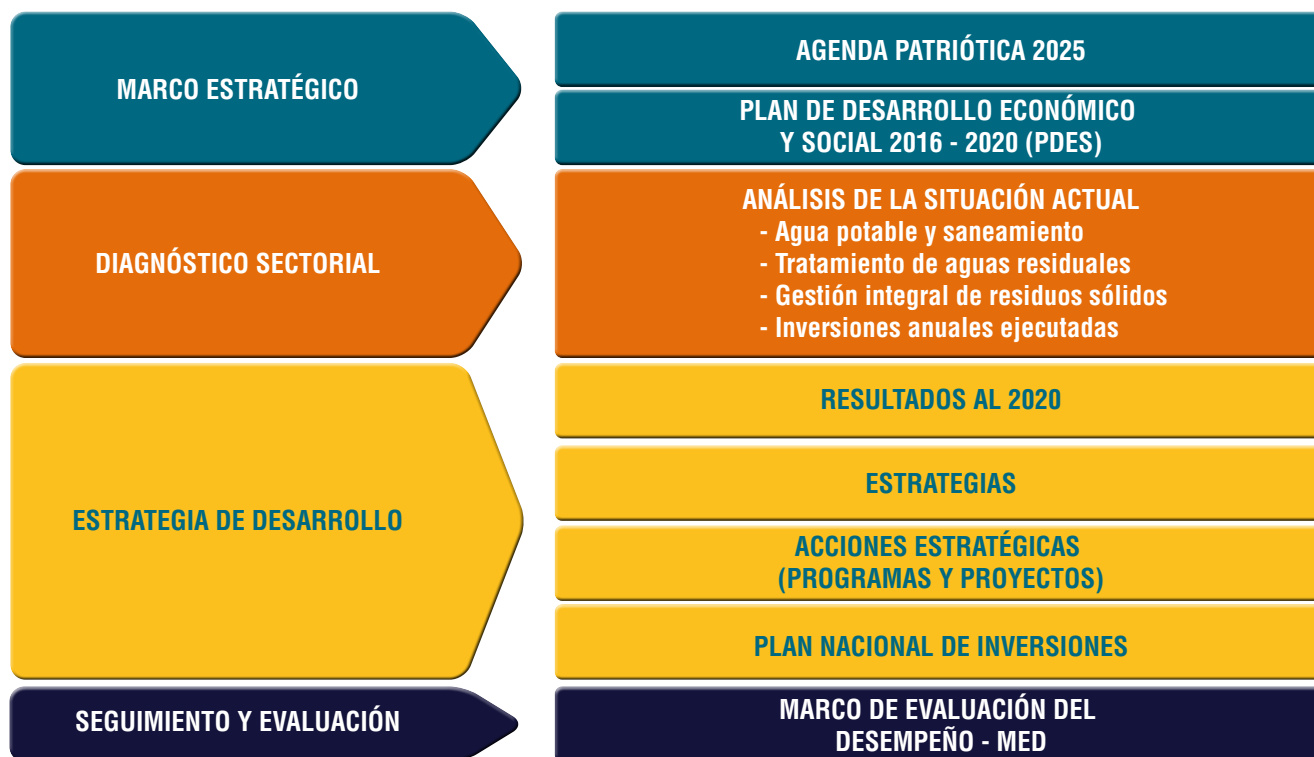 MARCO ESTRATÉGICO
AGENDA PATRIÓTICA 2025
PLAN DE DESARROLLO ECONÓMICO
Y SOCIAL 2016 - 2020 (PDES)
DIAGNÓSTICO SECTORIAL
ANÁLISIS DE LA SITUACIÓN ACTUAL
- Agua potable y saneamiento
- Tratamiento de aguas residuales
- Gestión integral de residuos sólidos
- Inversiones anuales ejecutadas
ESTRATEGIA DE DESARROLLO
RESULTADOS AL 2020
ESTRATEGIAS
ACCIONES ESTRATÉGICAS
(PROGRAMAS Y PROYECTOS)
PLAN NACIONAL DE INVERSIONES
SEGUIMIENTO Y EVALUACIÓN
MARCO DE EVALUACIÓN DEL
DESEMPEÑO - MED